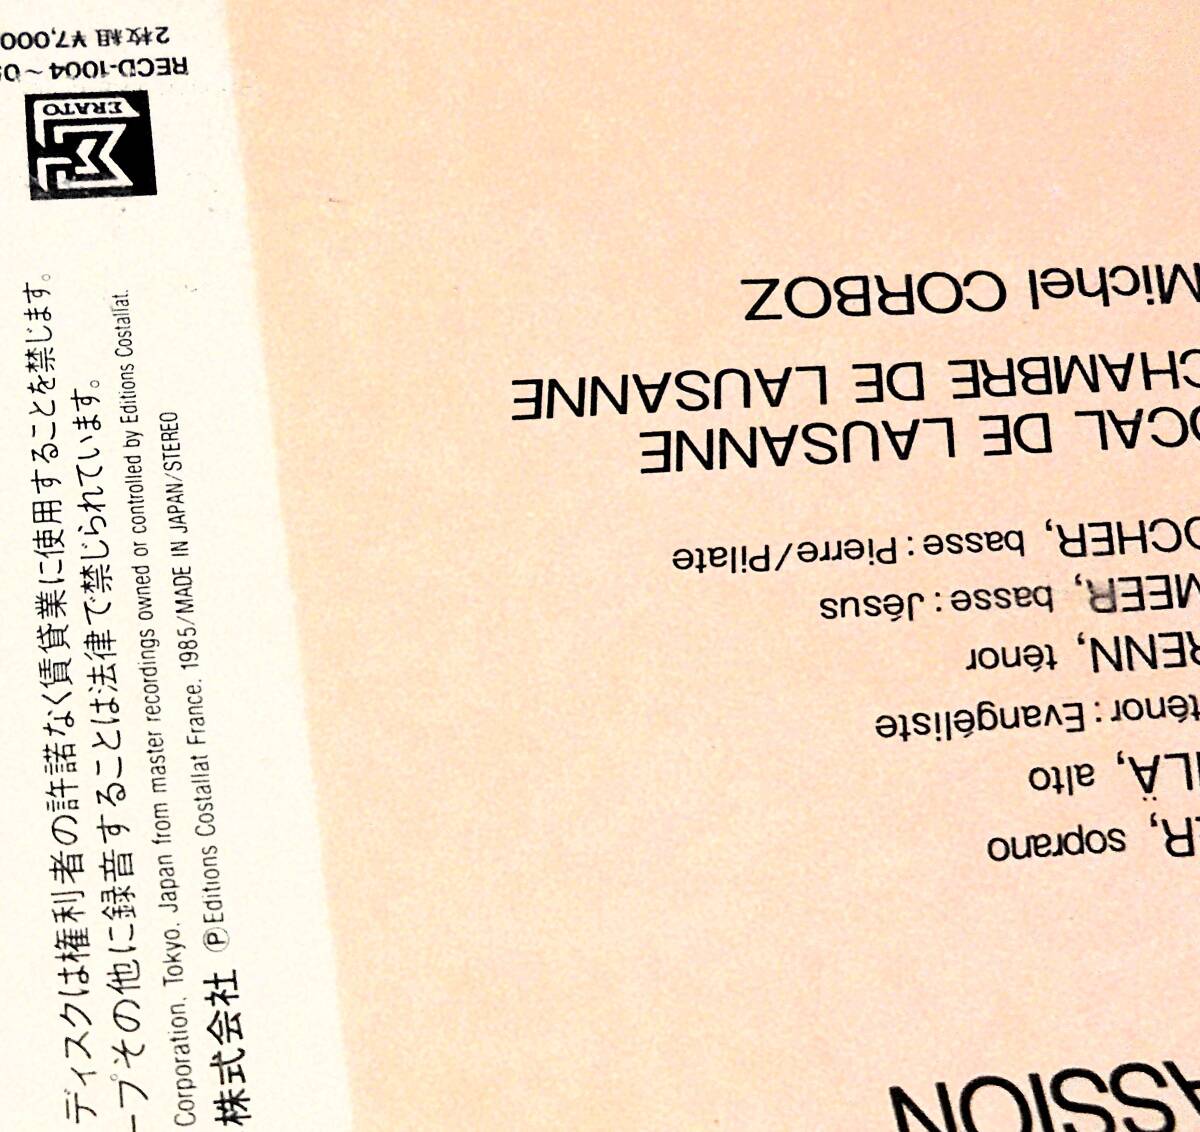 ASSION
ER, soprano
ILÄ, alto
ténor : Evangéliste
RENN, ténor
MEER, basse : Jésus
OCHER, basse : Pierre/Pilate
OCAL DE LAUSANNE
CHAMBRE DE LAUSANNE
Michel CORBOZ
ERATO
RECD-1004~05
2枚組 ¥7,000
ディスクは権利者の許諾なく賃貸業に使用することを禁じます。
ープその他に録音することは法律で禁じられています。
Corporation, Tokyo, Japan from master recordings owned or controlled by Editions Costallat.
株式会社 ℗Editions Costallat France. 1985/MADE IN JAPAN/STEREO